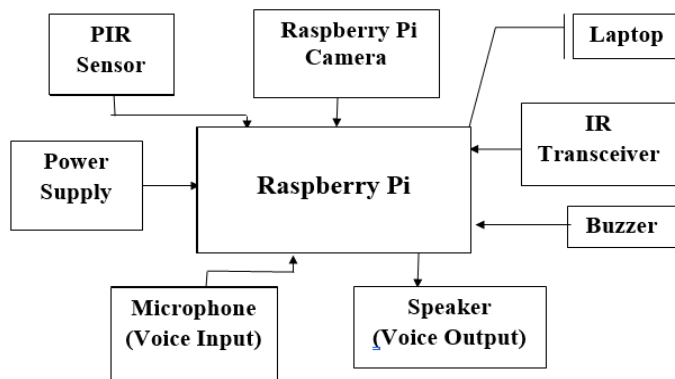 PIR
Sensor
Raspberry Pi
Camera
Laptop
Power
Supply
Raspberry Pi
IR
Transceiver
Buzzer
Microphone
(Voice Input)
Speaker
(Voice Output)